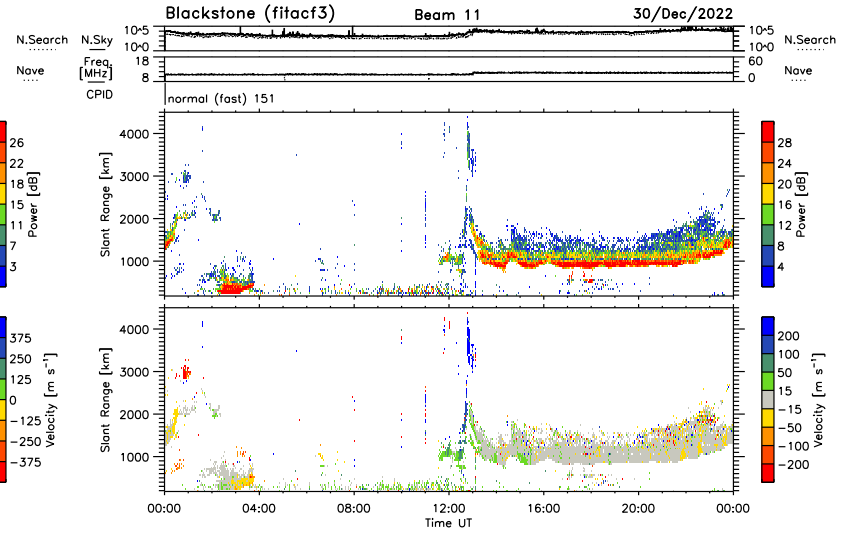 Blackstone (fitacf3) Beam 11 30/Dec/2022
N.Search N.Sky 10^5 10^5 N.Search
10^0 10^0
Nave Freq. [MHz] 18 60 Nave
8 0
CPID normal (fast) 151
26 22 18 15 11 7 3
Power [dB]
Slant Range [km]
4000
3000
2000
1000
28 24 20 16 12 8 4
Power [dB]
375 250 125 0 -125 -250 -375
Velocity [m s⁻¹]
Slant Range [km]
4000
3000
2000
1000
200 100 50 15 -15 -50 -100 -200
Velocity [m s⁻¹]
00:00 04:00 08:00 12:00 16:00 20:00 00:00
Time UT